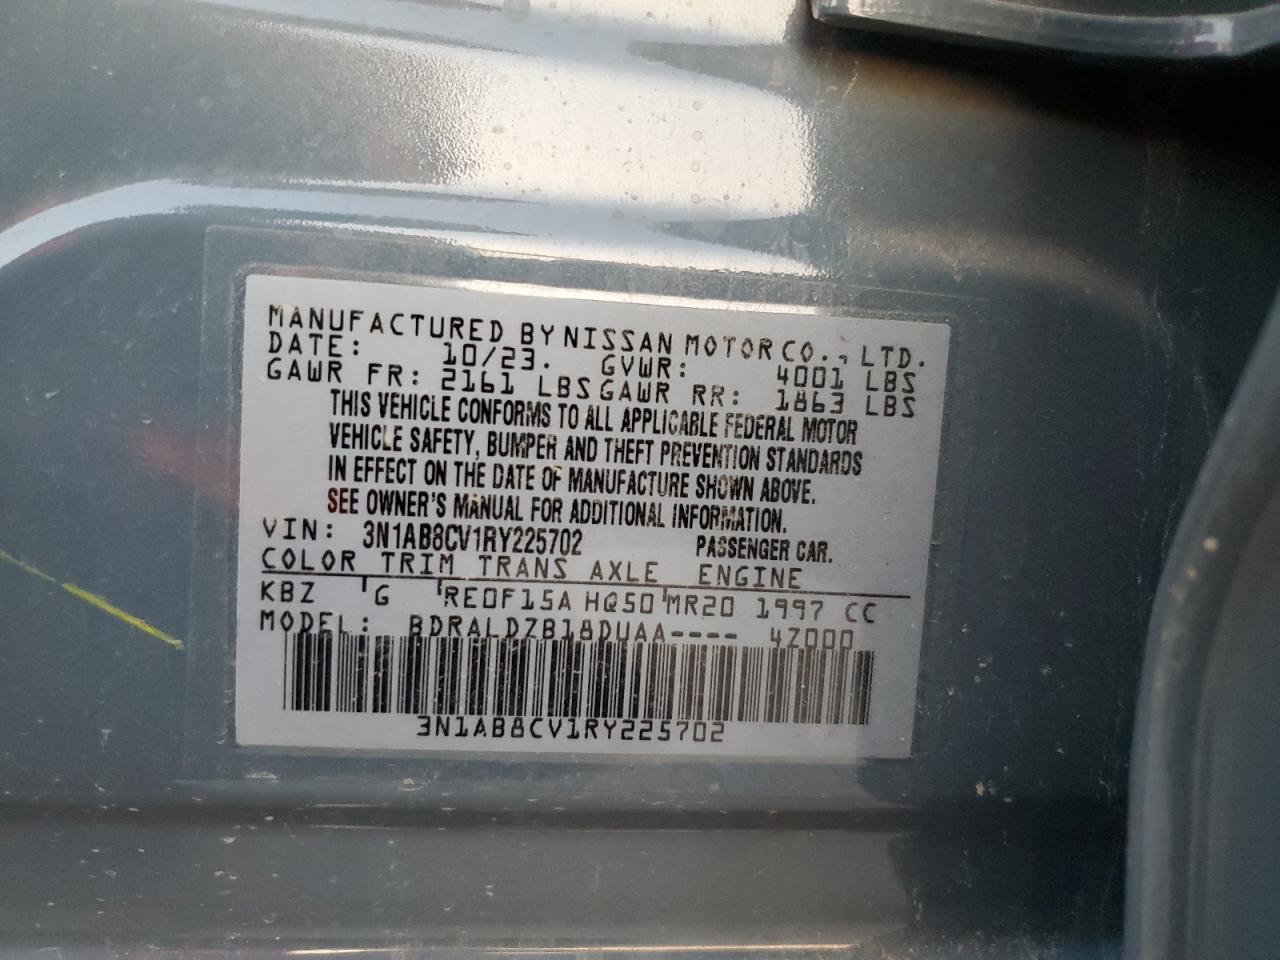 MANUFACTURED BY NISSAN MOTOR CO., LTD.
DATE: 10/23. GVWR: 4001 LBS
GAWR FR: 2161 LBS GAWR RR: 1863 LBS
THIS VEHICLE CONFORMS TO ALL APPLICABLE FEDERAL MOTOR
VEHICLE SAFETY, BUMPER AND THEFT PREVENTION STANDARDS
IN EFFECT ON THE DATE OF MANUFACTURE SHOWN ABOVE.
SEE OWNER'S MANUAL FOR ADDITIONAL INFORMATION.
VIN: 3N1AB8CV1RY225702 PASSENGER CAR.
COLOR TRIM TRANS AXLE ENGINE
KBZ G RE0F15A HQ50 MR20 1997 CC
MODEL: BDRALDZB18DUAA---- 4Z000
3N1AB8CV1RY225702